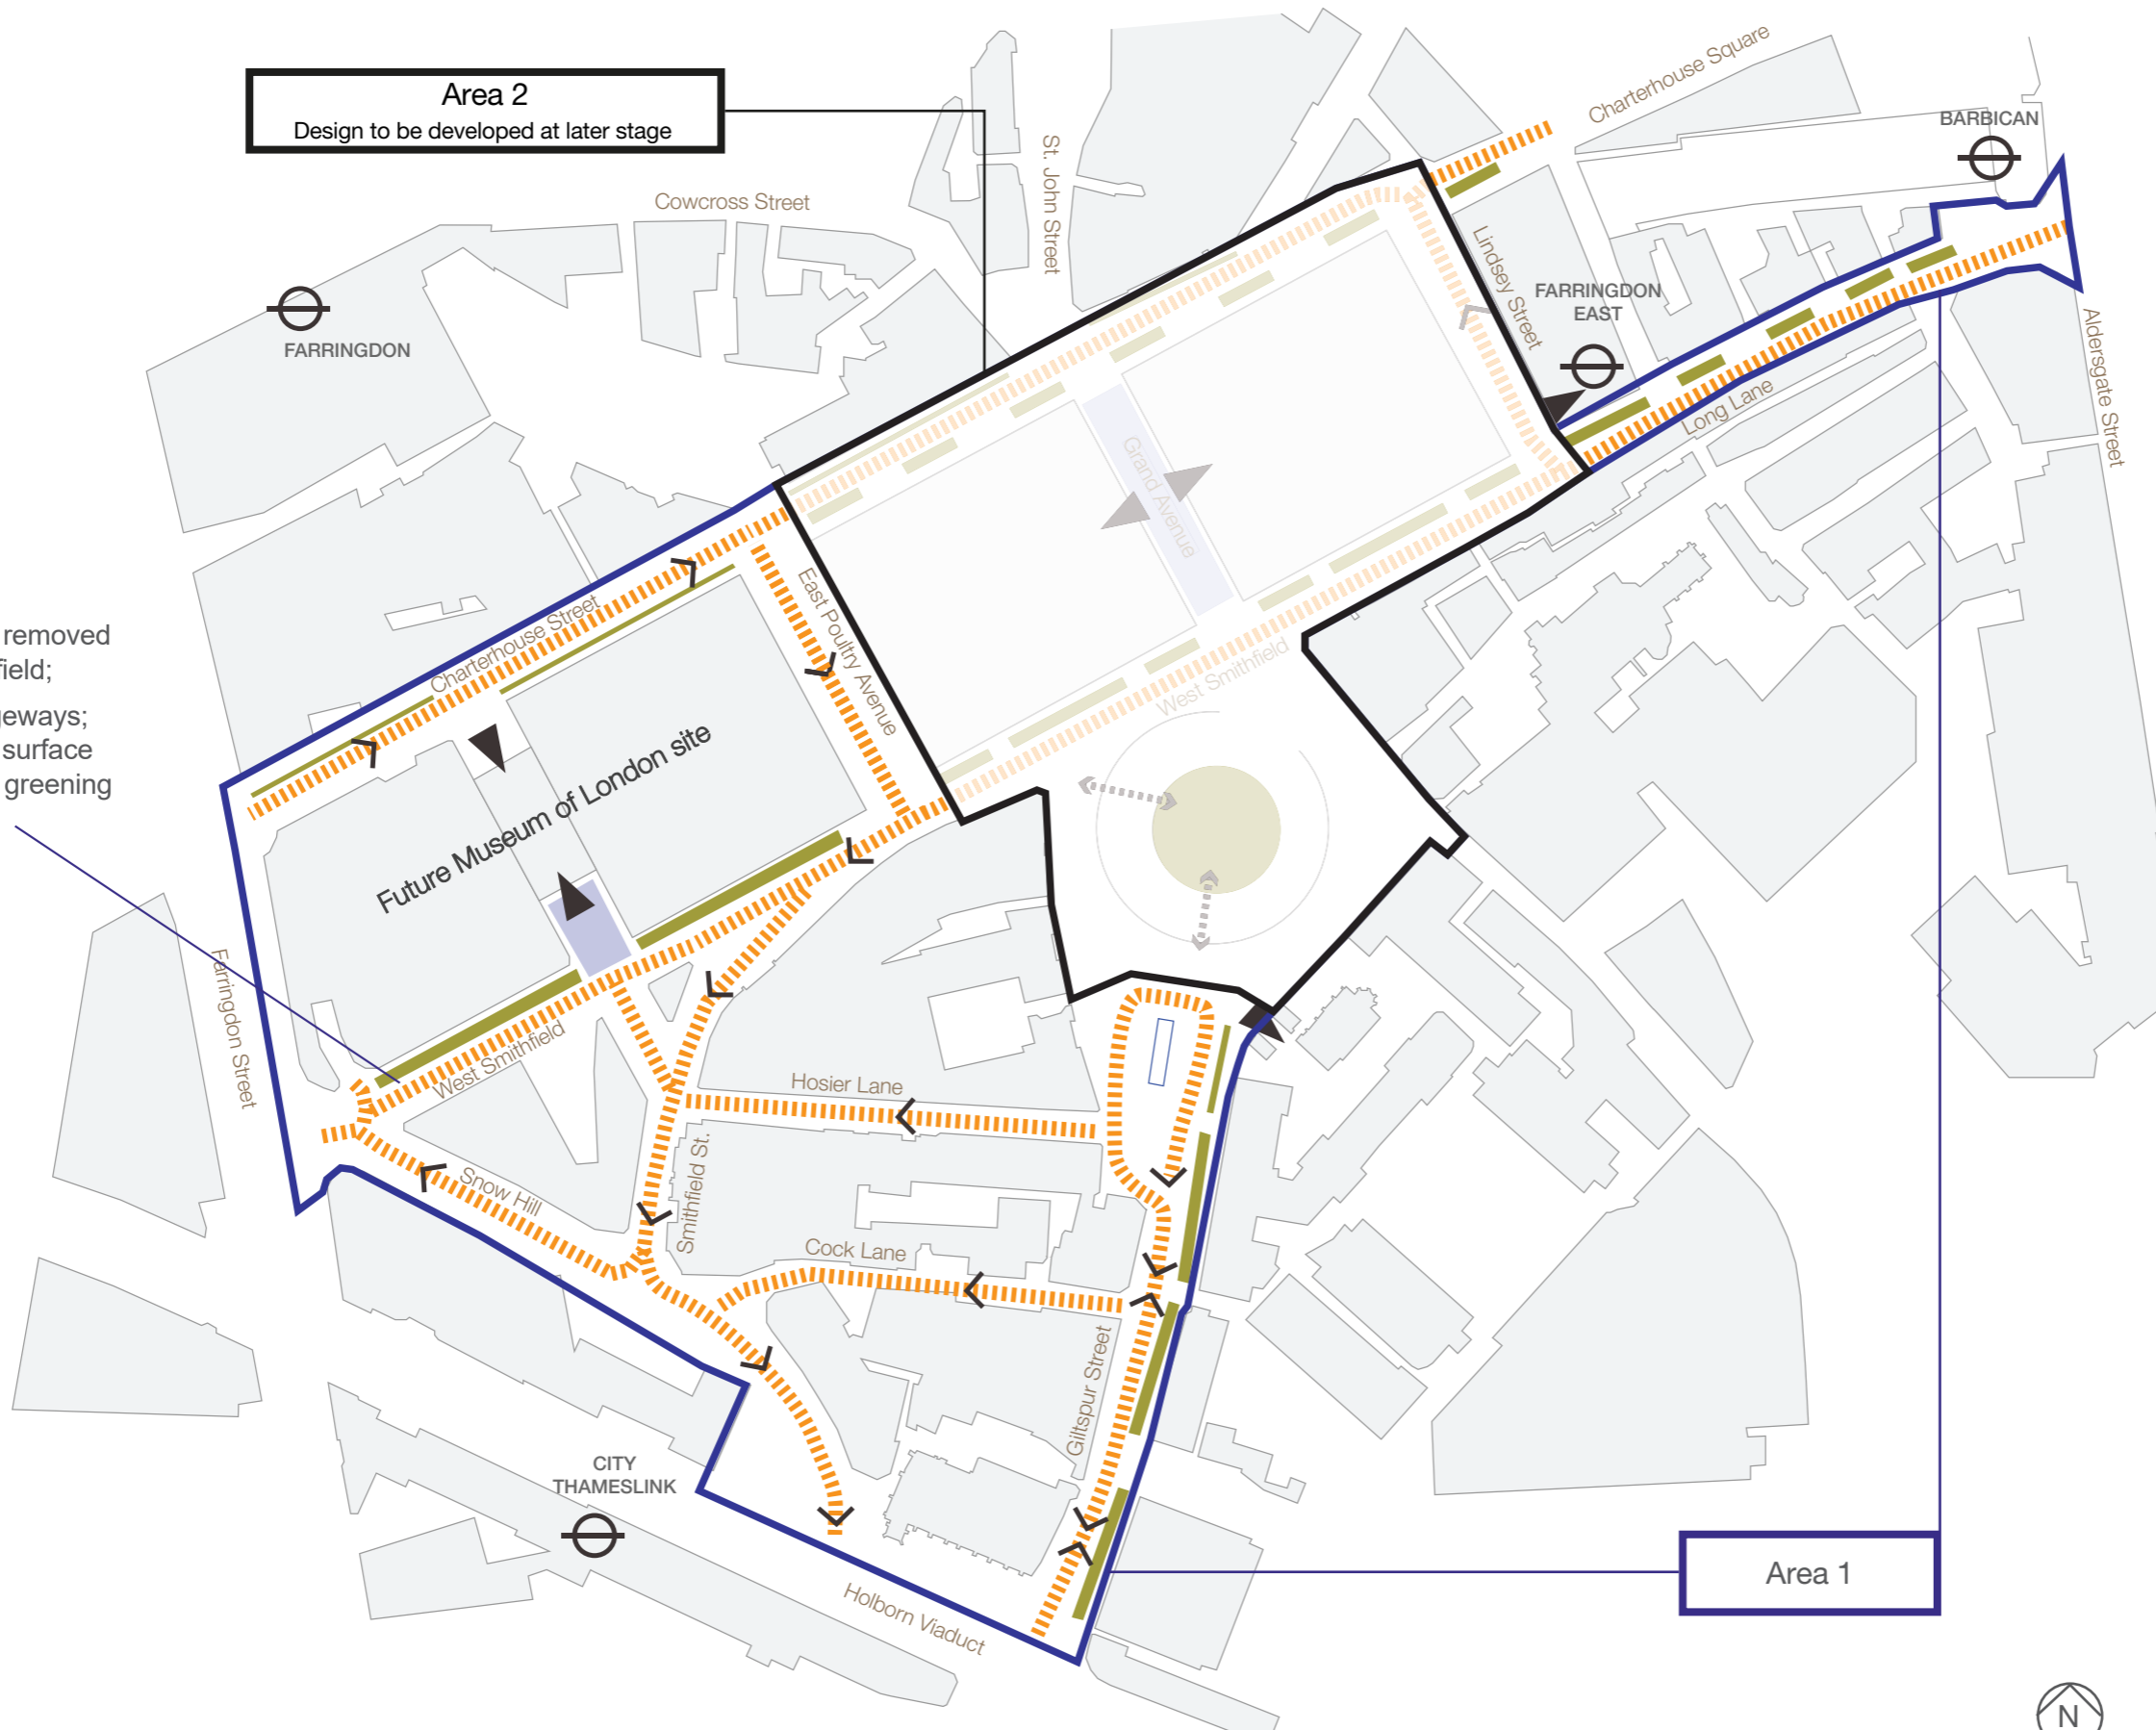 Area 2
Design to be developed at later stage
Charterhouse Square
BARBICAN
St. John Street
Cowcross Street
Lindsey Street
FARRINGDON
EAST
FARRINGDON
Aldersgate Street
Long Lane
Grand Avenue
East Poultry Avenue
Charterhouse Street
removed
field;
geways;
surface
greening
West Smithfield
Future Museum of London site
Farringdon Street
West Smithfield
Hosier Lane
Smithfield St.
Snow Hill
Cock Lane
Giltspur Street
CITY
THAMESLINK
Area 1
Holborn Viaduct
N